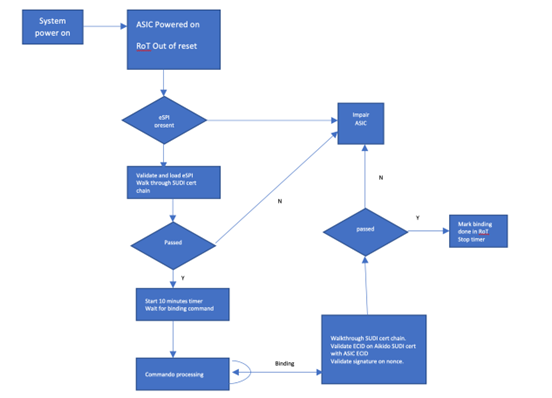 System
power on
ASIC Powered on
RoT Out of reset
eSPI
present
Impair
ASIC
Validate and load eSPI
Walk through SUDI cert
chain
N
N
Passed
passed
Y
Mark binding
done in RoT
Stop timer
Y
Start 10 minutes timer
Wait for binding command
Walkthrough SUDI cert chain.
Validate ECID on Aikido SUDI cert
with ASIC ECID
Validate signature on nonce.
Binding
Commando processing